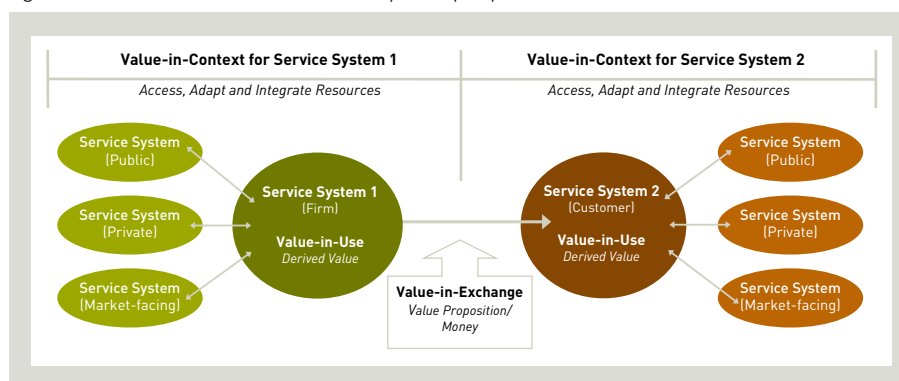 Value-in-Context for Service System 1
Access, Adapt and Integrate Resources
Value-in-Context for Service System 2
Access, Adapt and Integrate Resources
Service System
(Public)
Service System
(Private)
Service System
(Market-facing)
Service System 1
(Firm)
Value-in-Use
Derived Value
Value-in-Exchange
Value Proposition/
Money
Service System 2
(Customer)
Value-in-Use
Derived Value
Service System
(Public)
Service System
(Private)
Service System
(Market-facing)